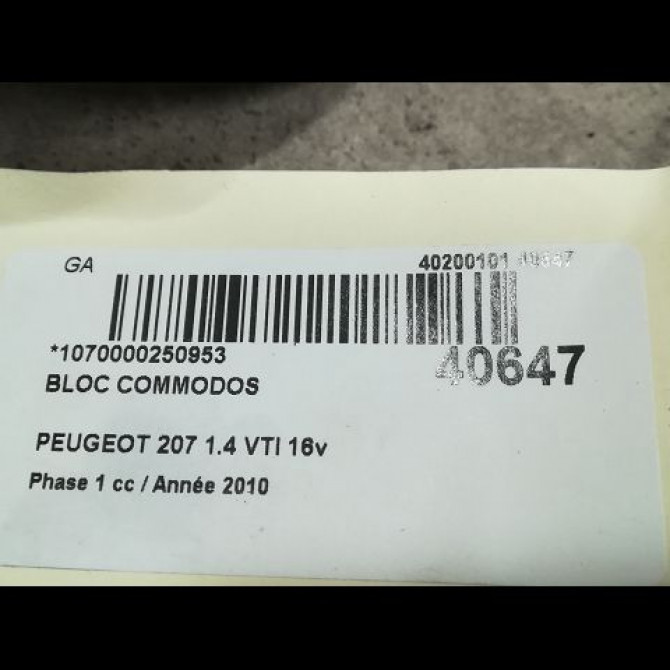 GA 40200101 40647
*1070000250953 40647
BLOC COMMODOS
PEUGEOT 207 1.4 VTI 16v
Phase 1 cc / Année 2010